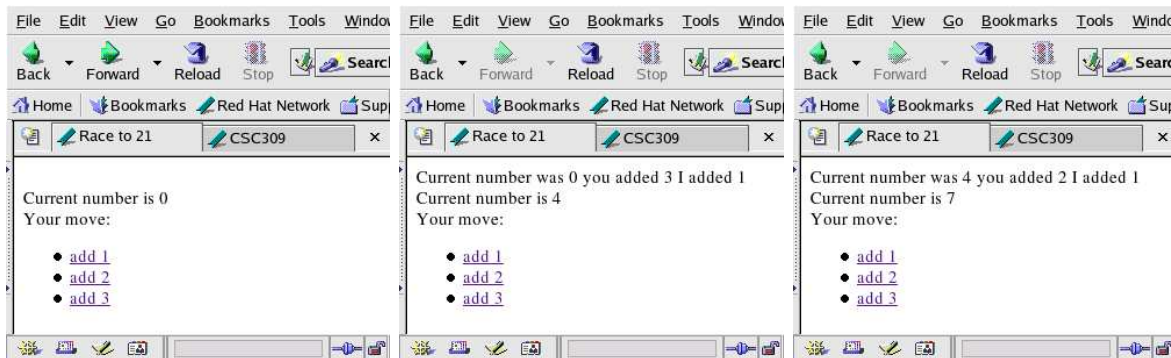 File Edit View Go Bookmarks Tools Window
Back Forward Reload Stop Search
Home Bookmarks Red Hat Network Sup
Race to 21 CSC309 ×
Current number is 0
Your move:
• add 1
• add 2
• add 3
File Edit View Go Bookmarks Tools Window
Back Forward Reload Stop Search
Home Bookmarks Red Hat Network Sup
Race to 21 CSC309 ×
Current number was 0 you added 3 I added 1
Current number is 4
Your move:
• add 1
• add 2
• add 3
File Edit View Go Bookmarks Tools Windo
Back Forward Reload Stop Sear
Home Bookmarks Red Hat Network Su
Race to 21 CSC309 ×
Current number was 4 you added 2 I added 1
Current number is 7
Your move:
• add 1
• add 2
• add 3